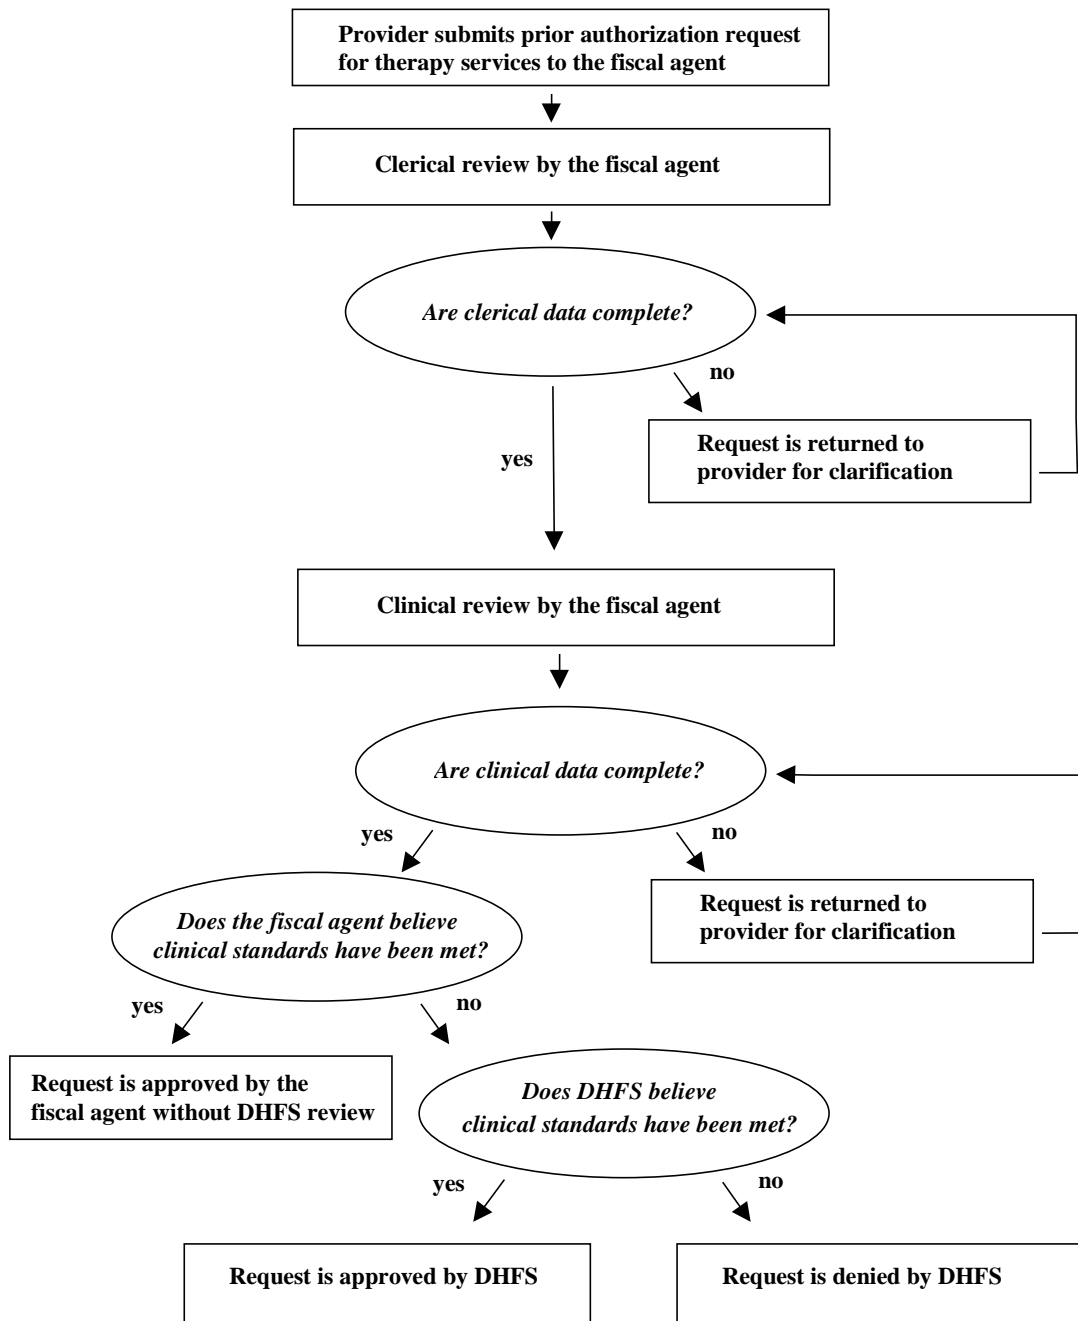 Provider submits prior authorization request
for therapy services to the fiscal agent
Clerical review by the fiscal agent
Are clerical data complete?
no
Request is returned to
provider for clarification
yes
Clinical review by the fiscal agent
Are clinical data complete?
yes
no
Does the fiscal agent believe
clinical standards have been met?
Request is returned to
provider for clarification
yes
no
Request is approved by the
fiscal agent without DHFS review
Does DHFS believe
clinical standards have been met?
yes
no
Request is approved by DHFS
Request is denied by DHFS